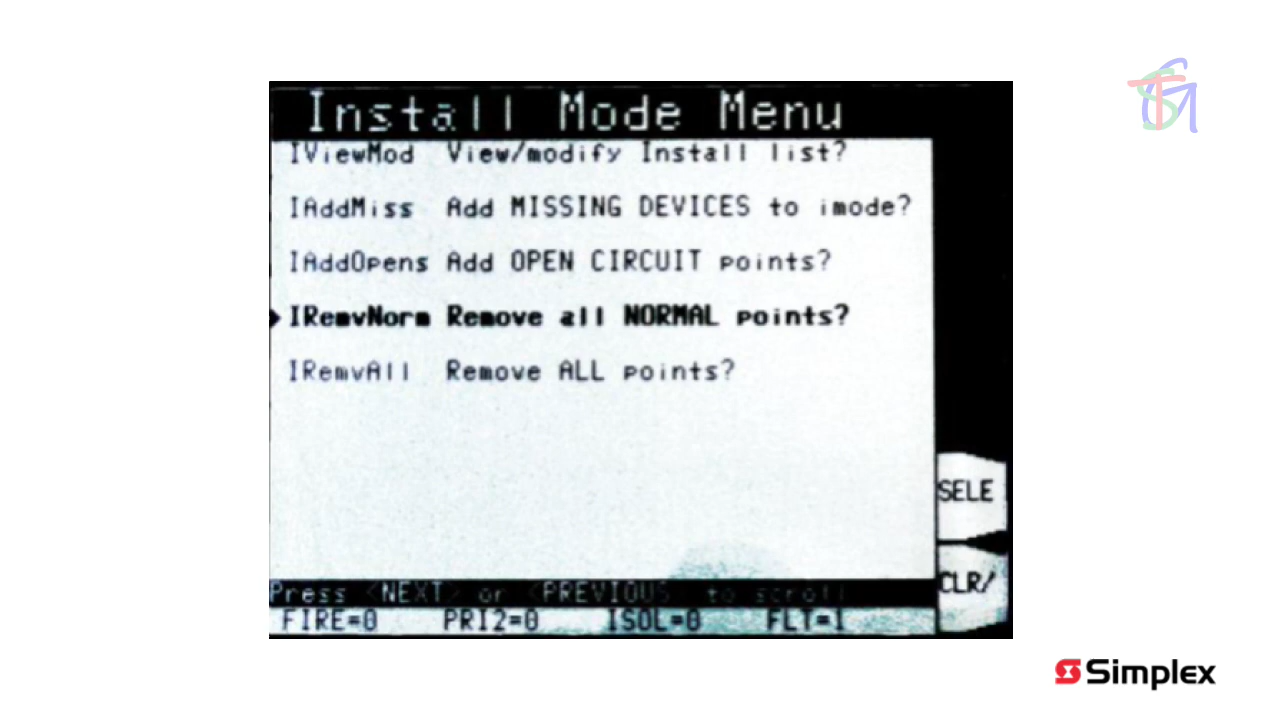 Install Mode Menu
IViewMod View/modify Install list?
IAddMiss Add MISSING DEVICES to imode?
IAddOpens Add OPEN CIRCUIT points?
IRemvNorm Remove all NORMAL points?
IRemvAll Remove ALL points?
SELE
CLR/
Press <NEXT> or <PREVIOUS> to scroll
FIRE=0 PRI2=0 ISOL=0 FLT=1
Simplex